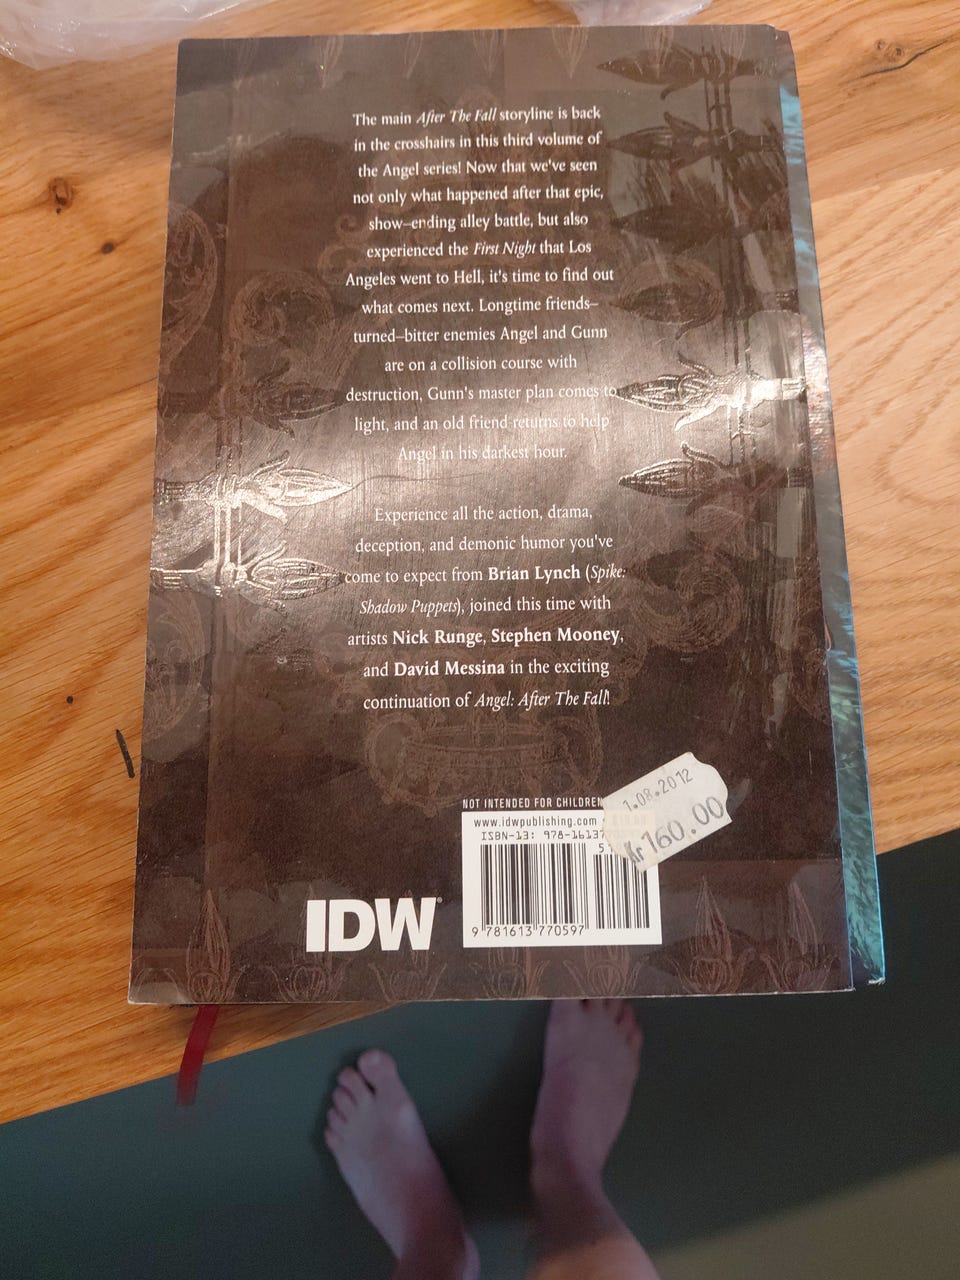 The main After The Fall storyline is back
in the crosshairs in this third volume of
the Angel series! Now that we've seen
not only what happened after that epic,
show–ending alley battle, but also
experienced the First Night that Los
Angeles went to Hell, it's time to find out
what comes next. Longtime friends–
turned–bitter enemies Angel and Gunn
are on a collision course with
destruction, Gunn's master plan comes to
light, and an old friend returns to help
Angel in his darkest hour.
Experience all the action, drama,
deception, and demonic humor you've
come to expect from Brian Lynch (Spike:
Shadow Puppets), joined this time with
artists Nick Runge, Stephen Mooney,
and David Messina in the exciting
continuation of Angel: After The Fall!
NOT INTENDED FOR CHILDREN
www.idwpublishing.com
ISBN-13: 978-1613
1.08.2012
Kr 160.00
9 781613 770597
IDW